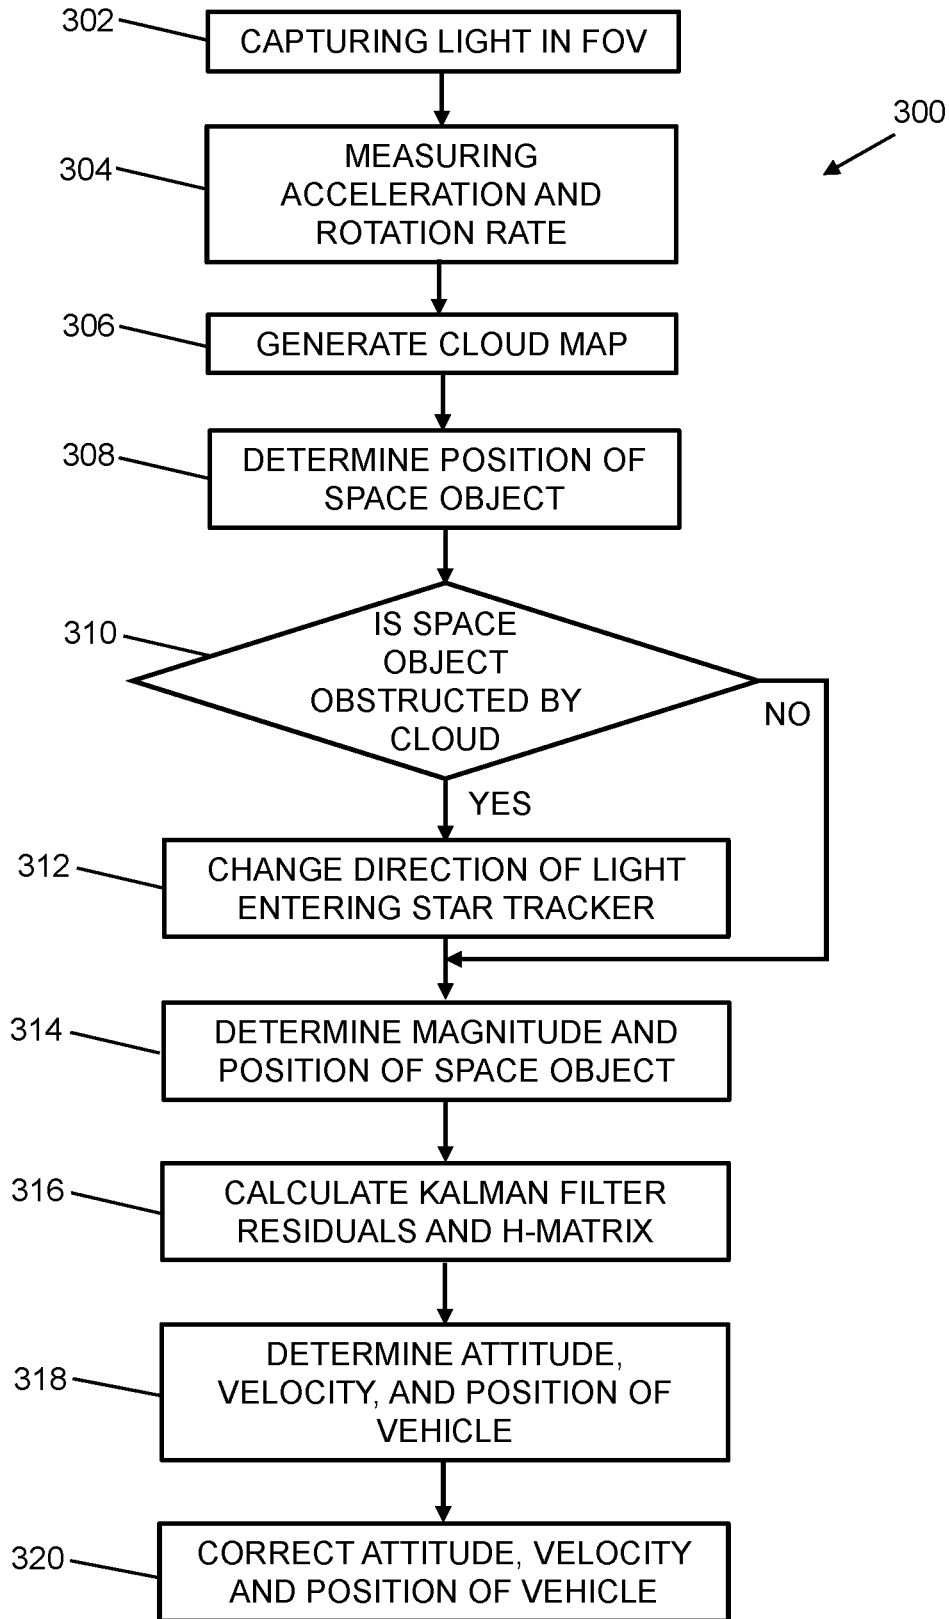 302
CAPTURING LIGHT IN FOV
300
304
MEASURING
ACCELERATION AND
ROTATION RATE
306
GENERATE CLOUD MAP
308
DETERMINE POSITION OF
SPACE OBJECT
310
IS SPACE
OBJECT
OBSTRUCTED BY
CLOUD
NO
YES
312
CHANGE DIRECTION OF LIGHT
ENTERING STAR TRACKER
314
DETERMINE MAGNITUDE AND
POSITION OF SPACE OBJECT
316
CALCULATE KALMAN FILTER
RESIDUALS AND H-MATRIX
318
DETERMINE ATTITUDE,
VELOCITY, AND POSITION OF
VEHICLE
320
CORRECT ATTITUDE, VELOCITY
AND POSITION OF VEHICLE